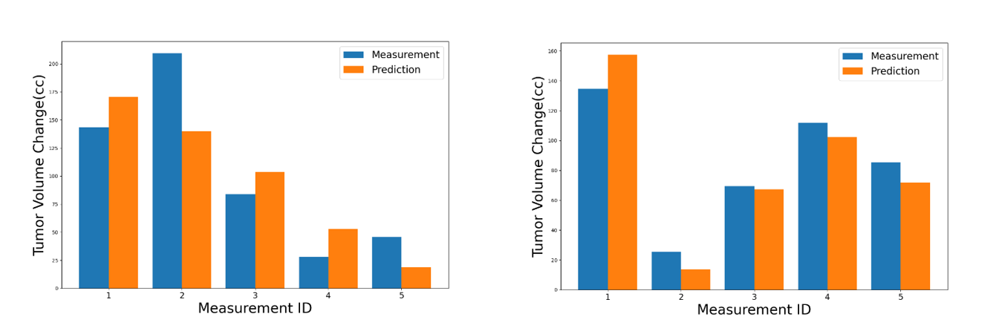 Measurement
Prediction
200
175
150
125
100
75
50
25
0
Tumor Volume Change(cc)
1 2 3 4 5
Measurement ID
Measurement
Prediction
160
140
120
100
80
60
40
20
0
Tumor Volume Change(cc)
1 2 3 4 5
Measurement ID